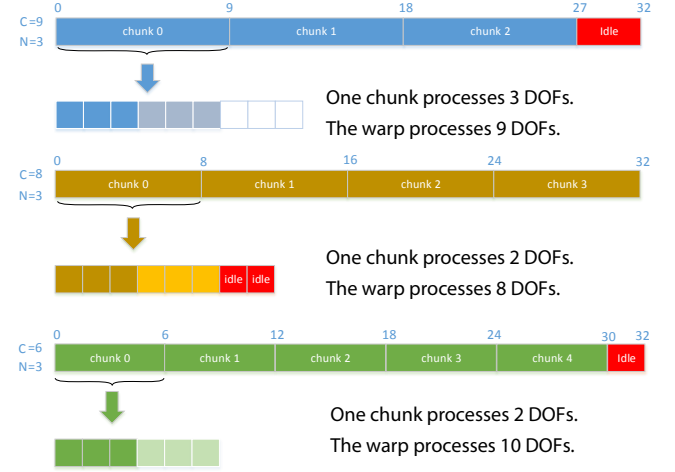 0 9 18 27 32
C=9
N=3
chunk 0 chunk 1 chunk 2 Idle
One chunk processes 3 DOFs.
The warp processes 9 DOFs.
0 8 16 24 32
C=8
N=3
chunk 0 chunk 1 chunk 2 chunk 3
One chunk processes 2 DOFs.
idle idle
The warp processes 8 DOFs.
0 6 12 18 24 30 32
C=6
N=3
chunk 0 chunk 1 chunk 2 chunk 3 chunk 4 Idle
One chunk processes 2 DOFs.
The warp processes 10 DOFs.